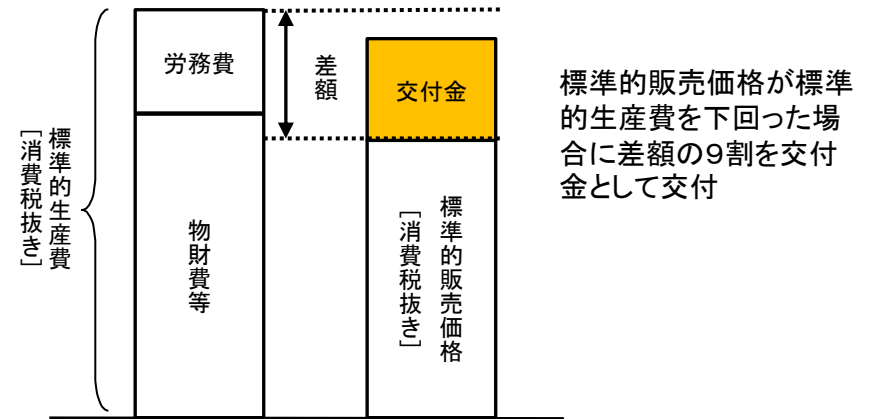 標準的生産費
［消費税抜き］
労務費
物財費等
差額
交付金
標準的販売価格
［消費税抜き］
標準的販売価格が標準
的生産費を下回った場
合に差額の９割を交付
金として交付